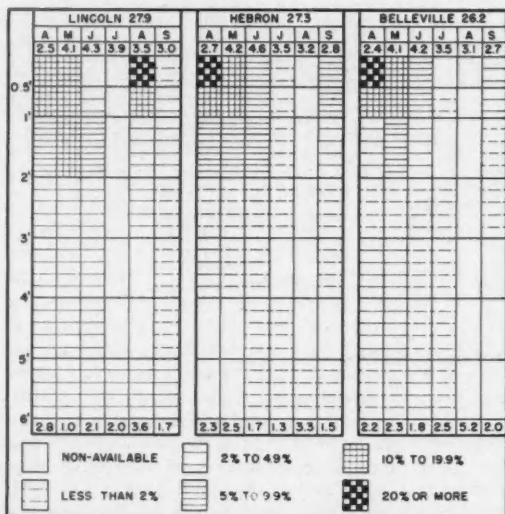 LINCOLN 27.9 HEBRON 27.3 BELLEVILLE 26.2
A M J J A S A M J J A S A M J J A S
2.5 4.1 4.3 3.9 3.5 3.0 2.7 4.2 4.6 3.5 3.2 2.8 2.4 4.1 4.2 3.5 3.1 2.7
0.5'
1'
2'
3'
4'
5'
6'
2.8 1.0 2.1 2.0 3.6 1.7 2.3 2.5 1.7 1.3 3.3 1.5 2.2 2.3 1.8 2.5 5.2 2.0
NON-AVAILABLE 2% TO 4.9% 10% TO 19.9%
LESS THAN 2% 5% TO 9.9% 20% OR MORE